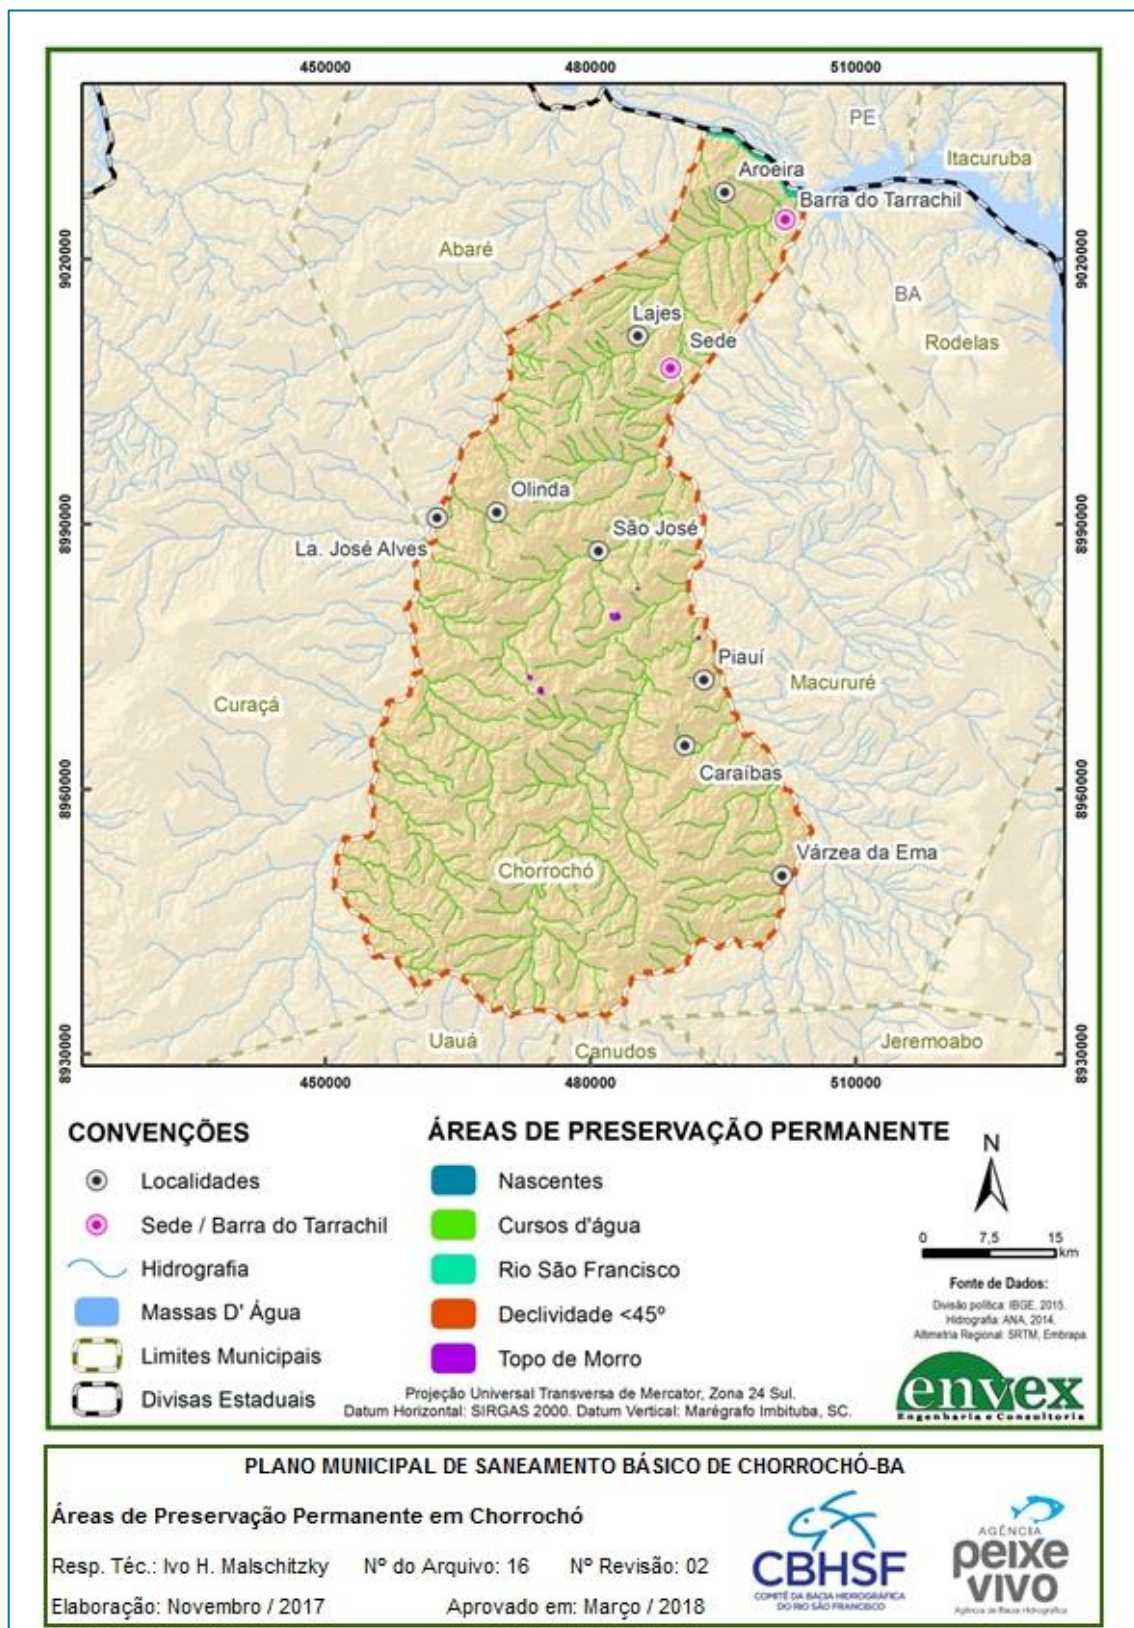 450000 480000 510000
PE
Itacuruba
Aroeira
Barra do Tarrachil
9020000
Abaré
9020000
BA
Lajes
Sede
Rodelas
Olinda
8990000
São José
8990000
La. José Alves
Piauí
Macururé
Curaçá
Caraíbas
8960000
8960000
Várzea da Ema
Chorrochó
Uauá
Canudos
Jeremoabo
8930000
8930000
450000 480000 510000
CONVENÇÕES
Localidades
Sede / Barra do Tarrachil
Hidrografia
Massas D' Água
Limites Municipais
Divisas Estaduais
ÁREAS DE PRESERVAÇÃO PERMANENTE
Nascentes
Cursos d'água
Rio São Francisco
Declividade <45º
Topo de Morro
N
0 7,5 15
km
Fonte de Dados:
Divisão política: IBGE, 2015.
Hidrografia: ANA, 2014.
Altmetria Regional: SRTM, Embrapa.
Projeção Universal Transversa de Mercator, Zona 24 Sul.
Datum Horizontal: SIRGAS 2000. Datum Vertical: Marégrafo Imbituba, SC.
envex
Engenharia e Consultoria
PLANO MUNICIPAL DE SANEAMENTO BÁSICO DE CHORROCHÓ-BA
Áreas de Preservação Permanente em Chorrochó
Resp. Téc.: Ivo H. Malschitzky Nº do Arquivo: 16 Nº Revisão: 02
Elaboração: Novembro / 2017 Aprovado em: Março / 2018
CBHSF
COMITÊ DA BACIA HIDROGRÁFICA
DO RIO SÃO FRANCISCO
AGÊNCIA
peixe
vivo
Agência de Bacia Hidrográfica